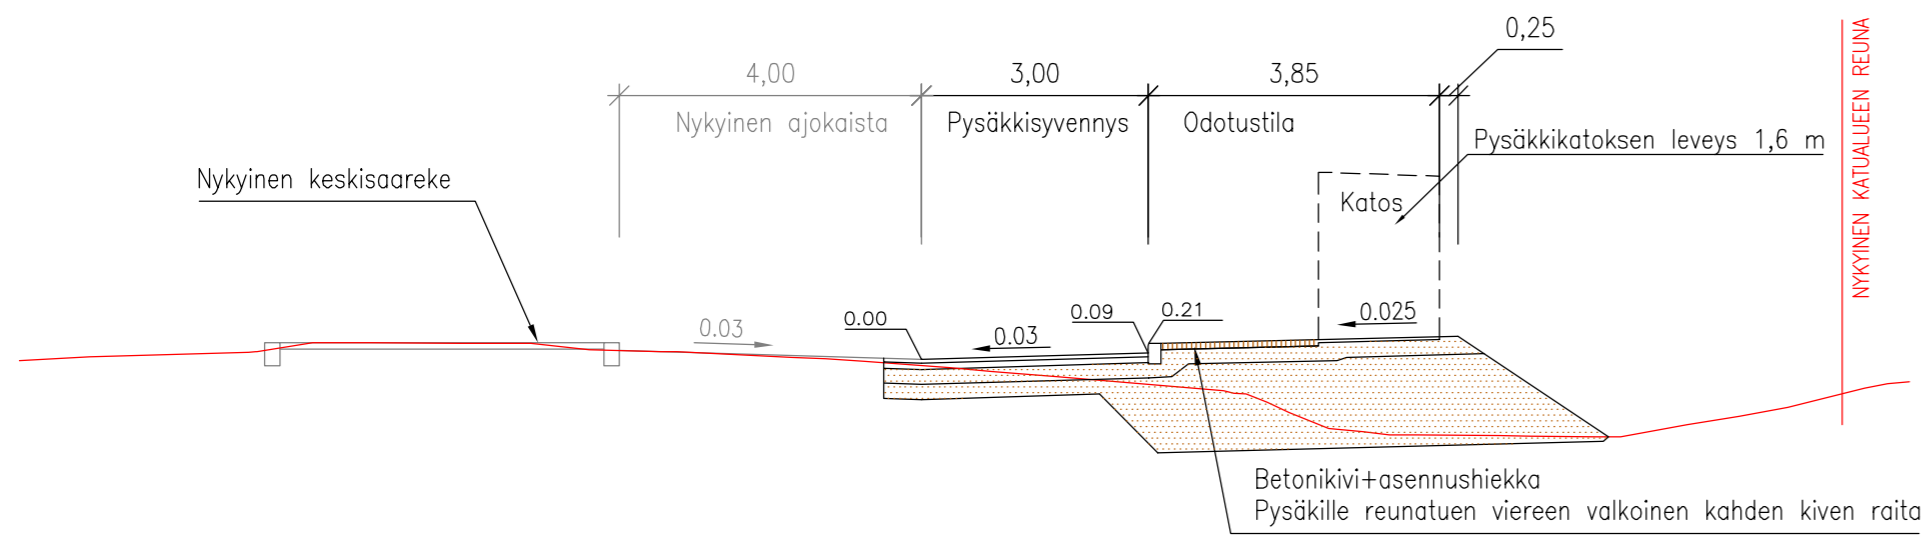 0,25
4,00
3,00
3,85
Nykyinen ajokaista
Pysäkkisyvennys
Odotustila
Pysäkkikatoksen leveys 1,6 m
Nykyinen keskisaareke
Katos
NYKYINEN KATUALUEEN REUNA
0.03
0.00
0.03
0.09
0.21
0.025
Betonikivi+asennushiekka
Pysäkille reunatuen viereen valkoinen kahden kiven raita